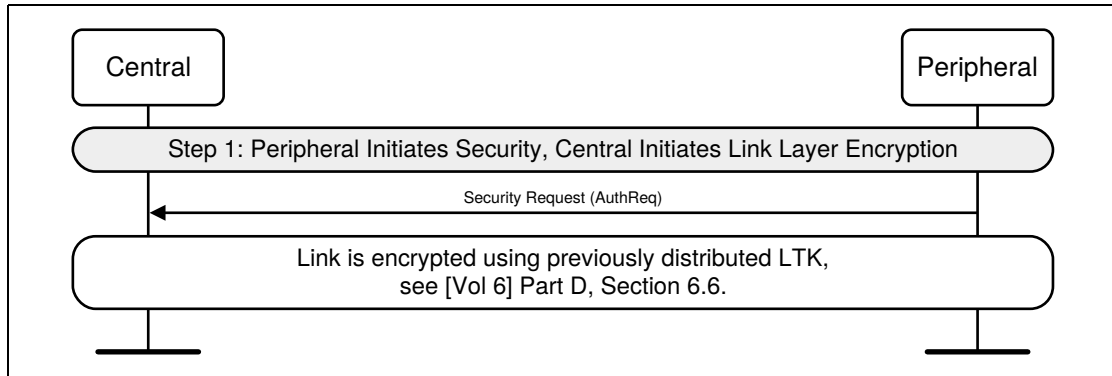 Central
Peripheral
Step 1: Peripheral Initiates Security, Central Initiates Link Layer Encryption
Security Request (AuthReq)
Link is encrypted using previously distributed LTK,
see [Vol 6] Part D, Section 6.6.